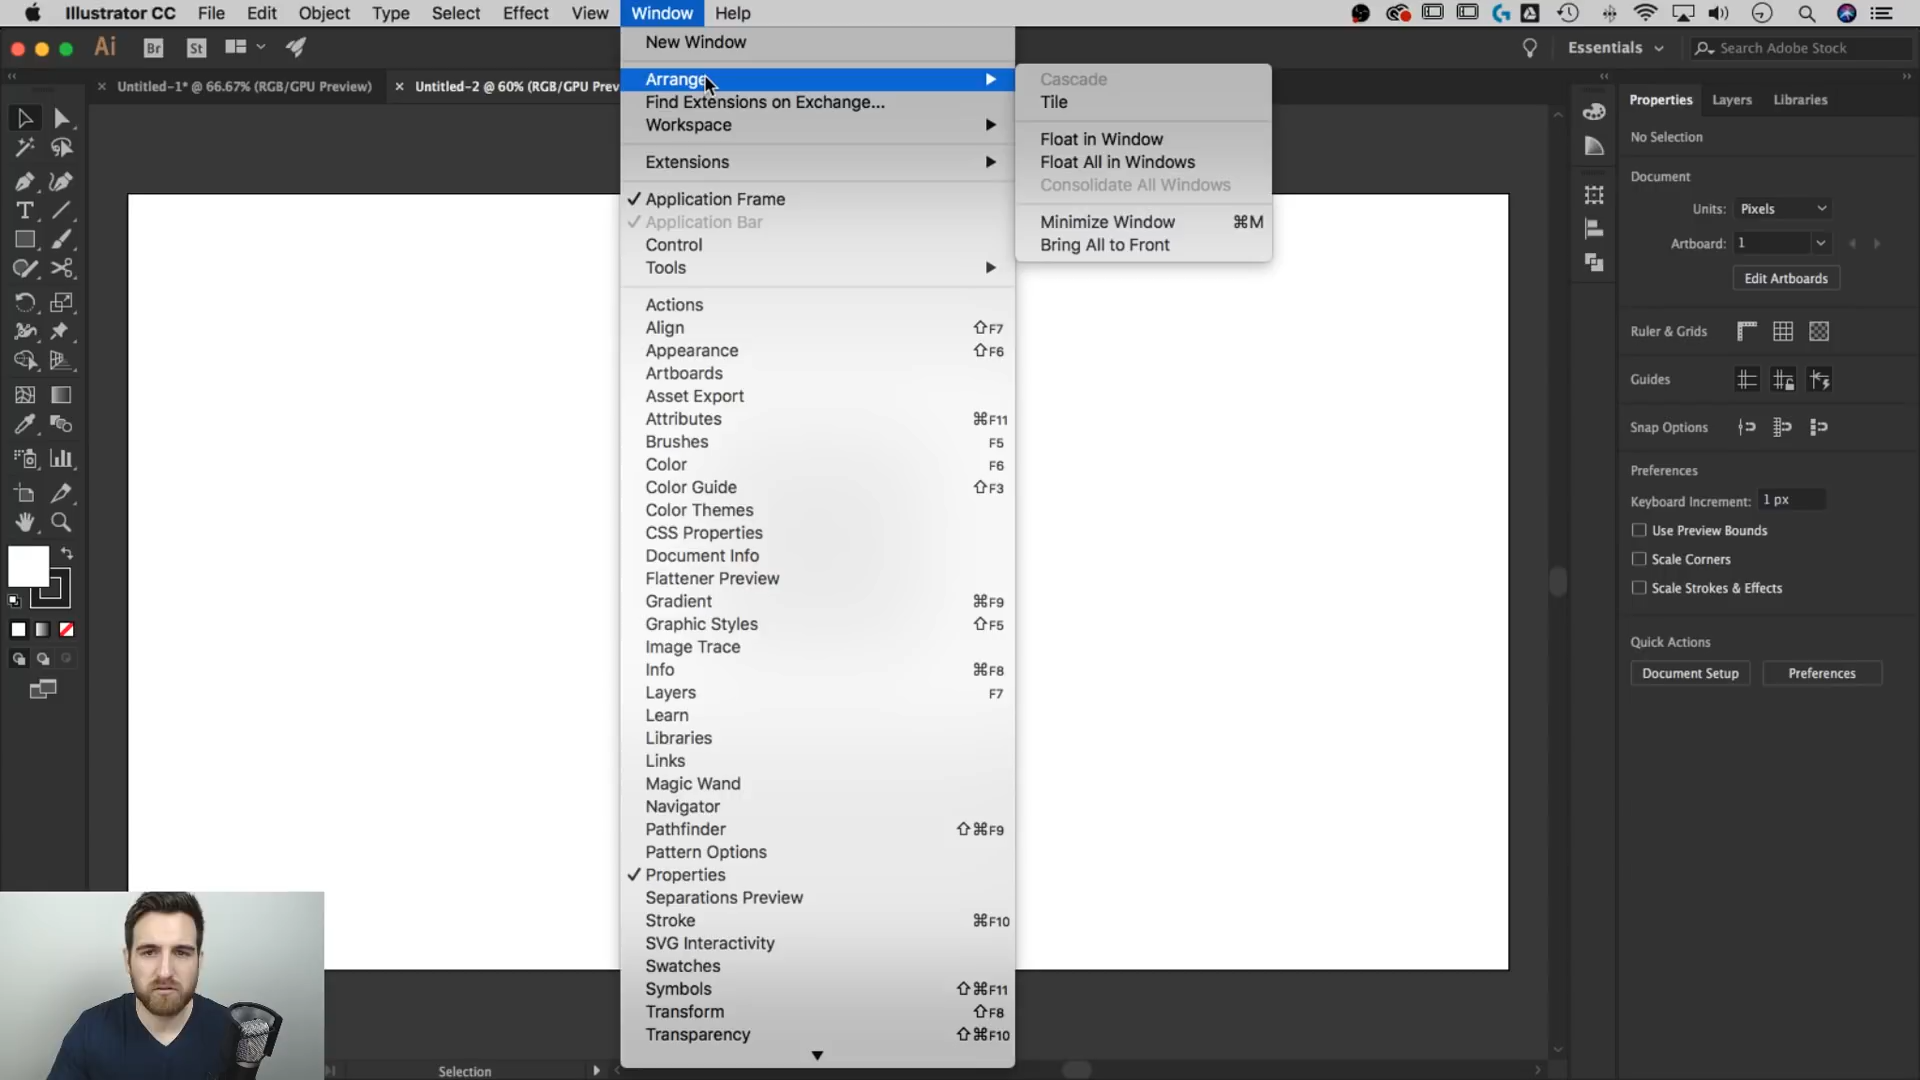 Illustrator CC File Edit Object Type Select Effect View Window Help
Ai Br St Essentials Search Adobe Stock
Untitled-1* @ 66.67% (RGB/GPU Preview)
Untitled-2 @ 60% (RGB/GPU Prev
New Window
Arrange
Find Extensions on Exchange...
Workspace
Extensions
Application Frame
Application Bar
Control
Tools
Actions
Align ⇧F7
Appearance ⇧F6
Artboards
Asset Export
Attributes ⌘F11
Brushes F5
Color F6
Color Guide ⇧F3
Color Themes
CSS Properties
Document Info
Flattener Preview
Gradient ⌘F9
Graphic Styles ⇧F5
Image Trace
Info ⌘F8
Layers F7
Learn
Libraries
Links
Magic Wand
Navigator
Pathfinder ⇧⌘F9
Pattern Options
Properties
Separations Preview
Stroke ⌘F10
SVG Interactivity
Swatches
Symbols ⇧⌘F11
Transform ⇧F8
Transparency ⇧⌘F10
Cascade
Tile
Float in Window
Float All in Windows
Consolidate All Windows
Minimize Window ⌘M
Bring All to Front
Properties Layers Libraries
No Selection
Document
Units: Pixels
Artboard: 1
Edit Artboards
Ruler & Grids
Guides
Snap Options
Preferences
Keyboard Increment: 1 px
Use Preview Bounds
Scale Corners
Scale Strokes & Effects
Quick Actions
Document Setup Preferences
Selection